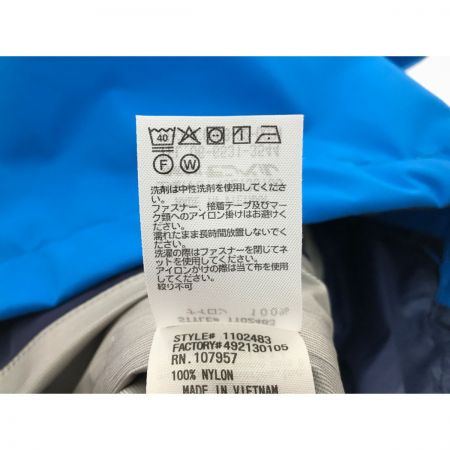 40
F W
洗剤は中性洗剤を使用してくださ
い。
ファスナー、接着テープ及びマー
ク類へのアイロン掛けはお避けく
ださい。
濡れたまま長時間放置しないでく
ださい。
洗濯の際はファスナーを閉じてネ
ットを使用してください。
アイロンがけの際は当て布を使用
してください。
絞り不可
STYLE# 1102483
FACTORY#492130105
RN.107957
100% NYLON
MADE IN VIETNAM